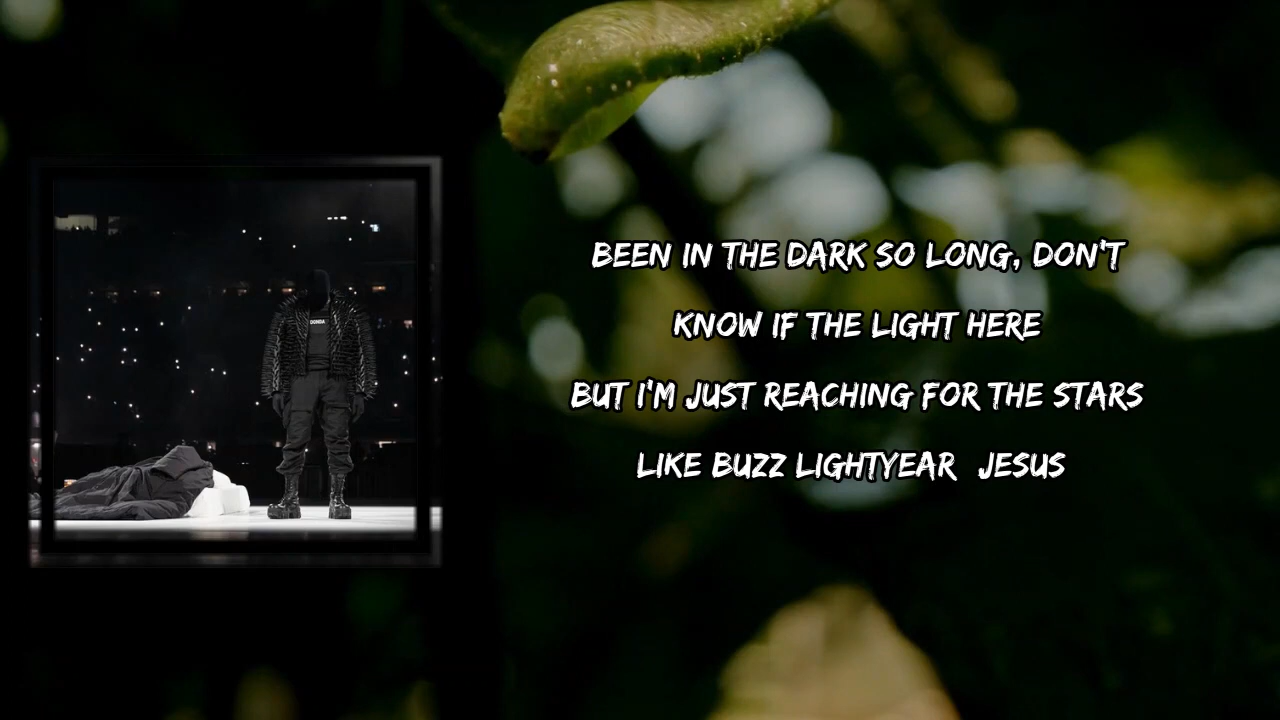 DONDA
BEEN IN THE DARK SO LONG, DON'T
KNOW IF THE LIGHT HERE
BUT I'M JUST REACHING FOR THE STARS
LIKE BUZZ LIGHTYEAR JESUS